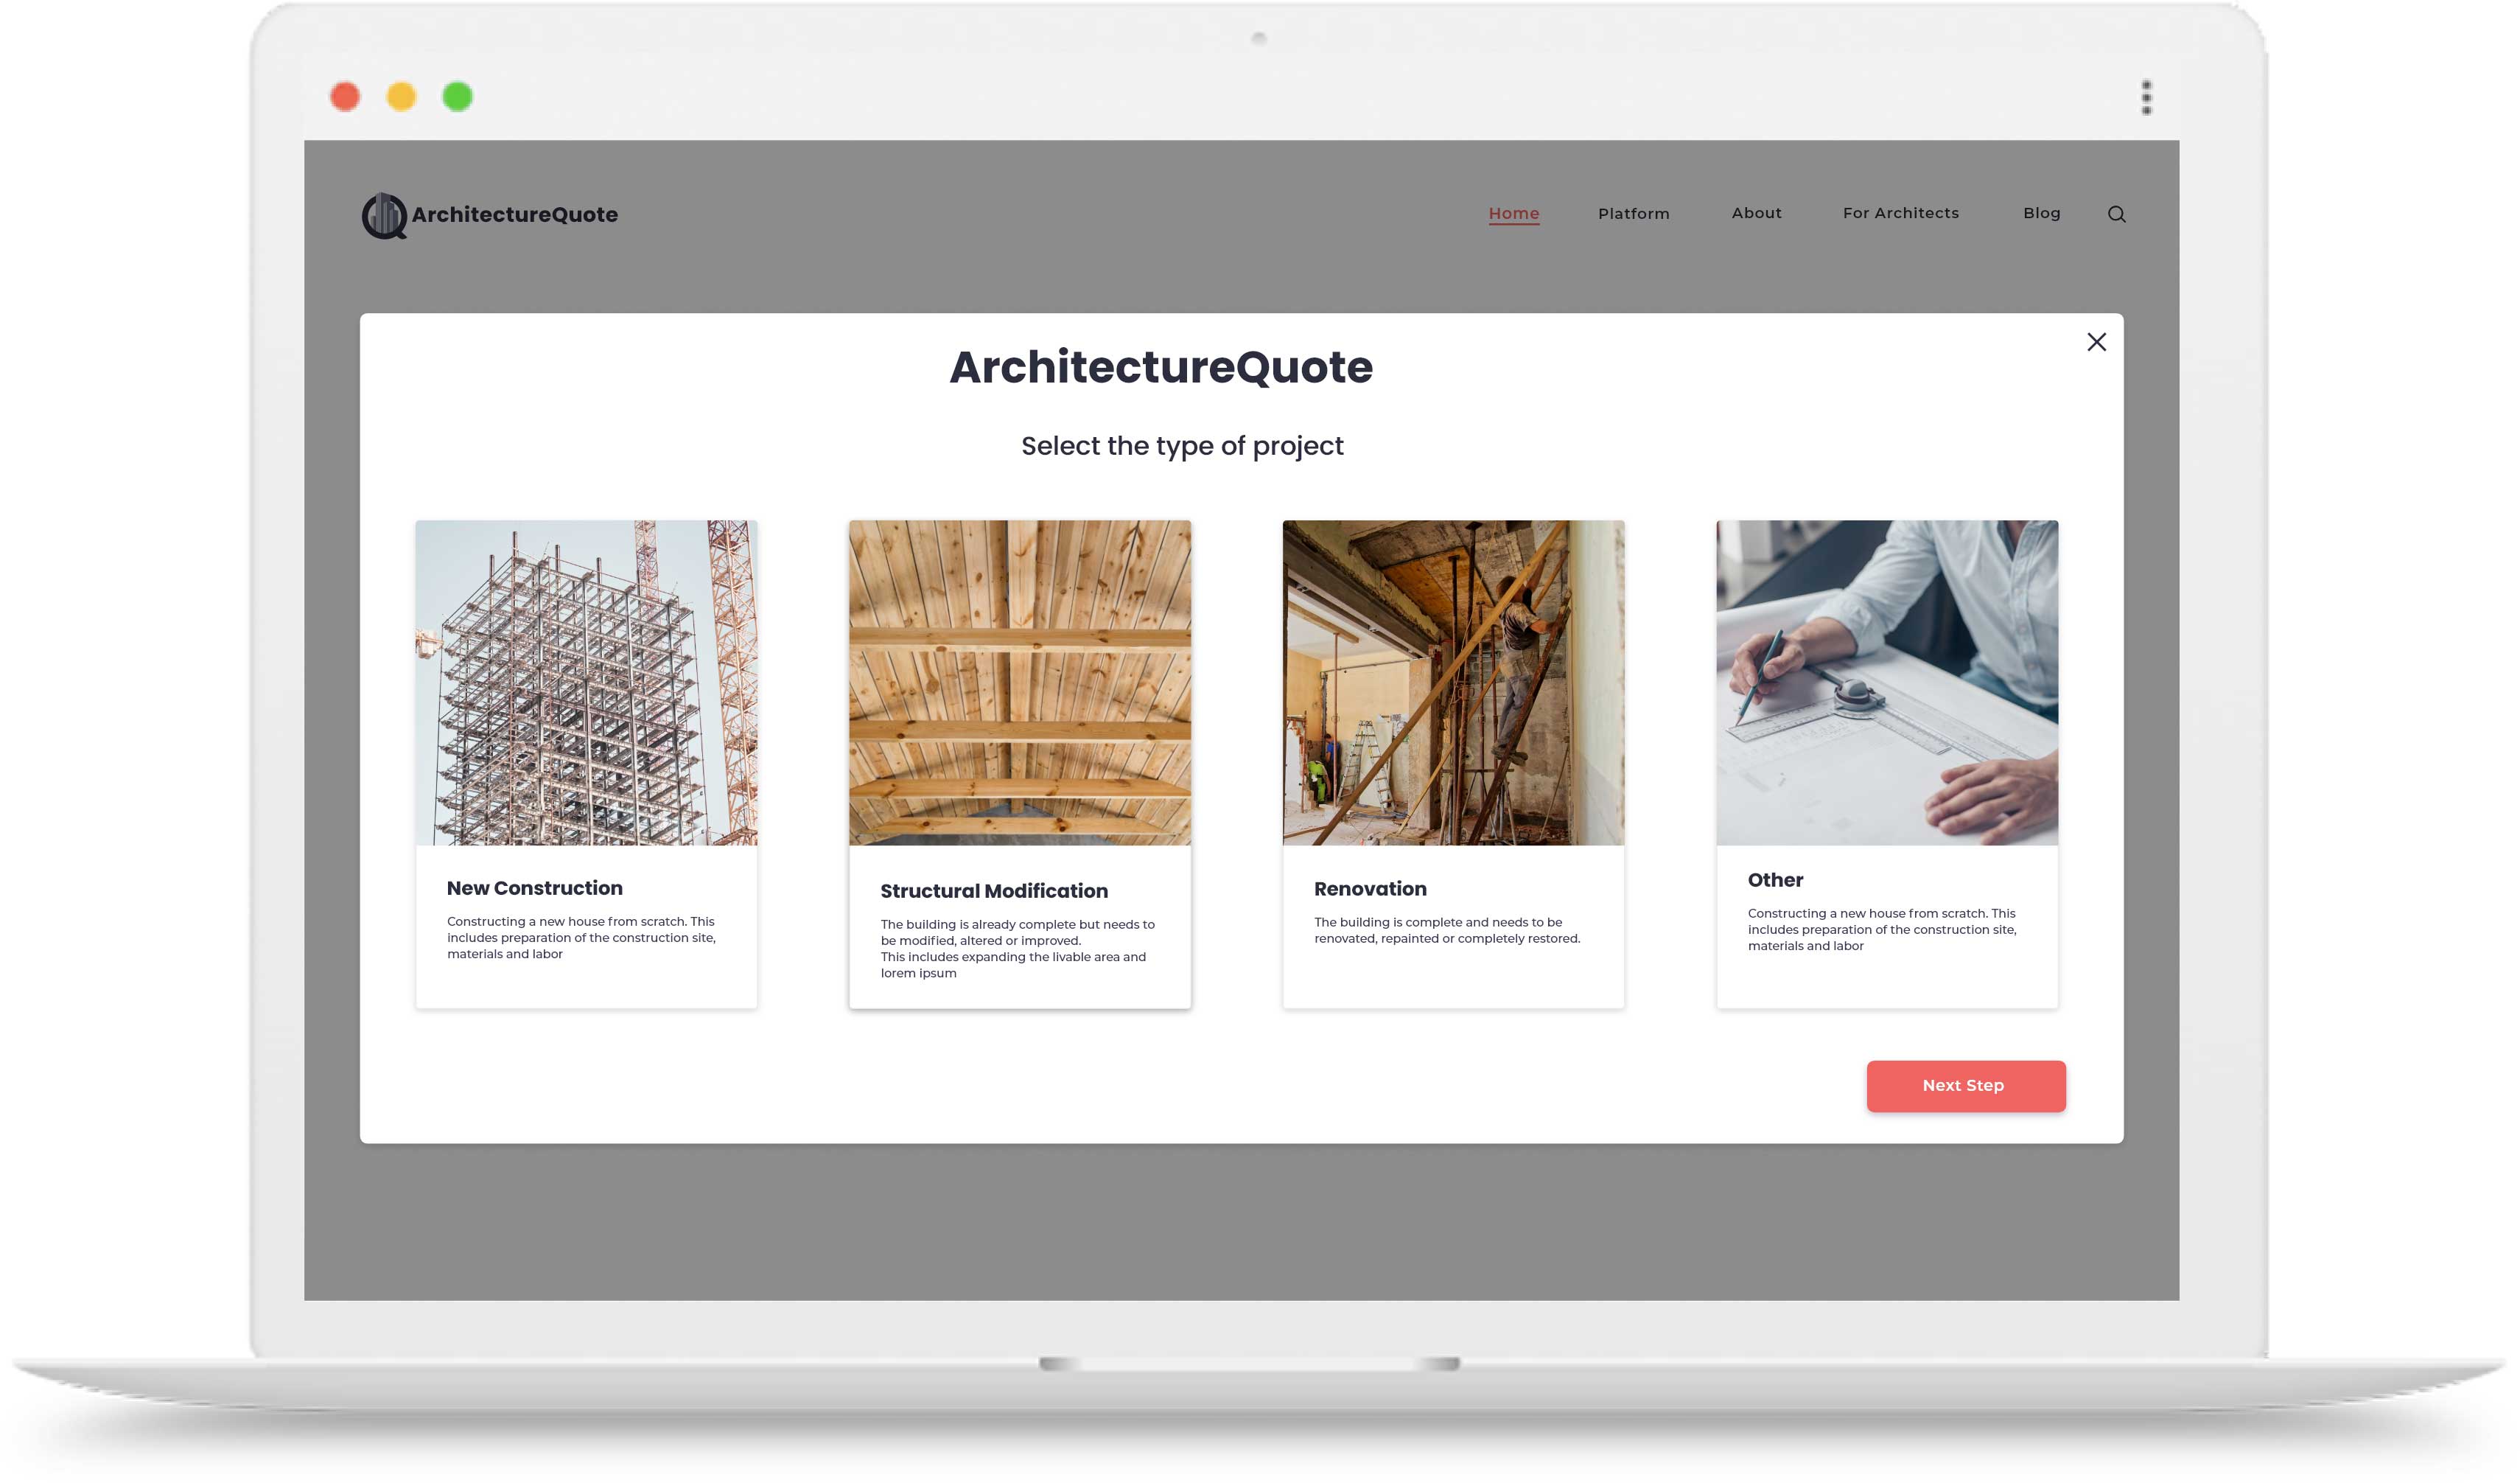 ArchitectureQuote
Home Platform About For Architects Blog
ArchitectureQuote
Select the type of project
New Construction
Constructing a new house from scratch. This
includes preparation of the construction site,
materials and labor
Structural Modification
The building is already complete but needs to
be modified, altered or improved.
This includes expanding the livable area and
lorem ipsum
Renovation
The building is complete and needs to be
renovated, repainted or completely restored.
Other
Constructing a new house from scratch. This
includes preparation of the construction site,
materials and labor
Next Step